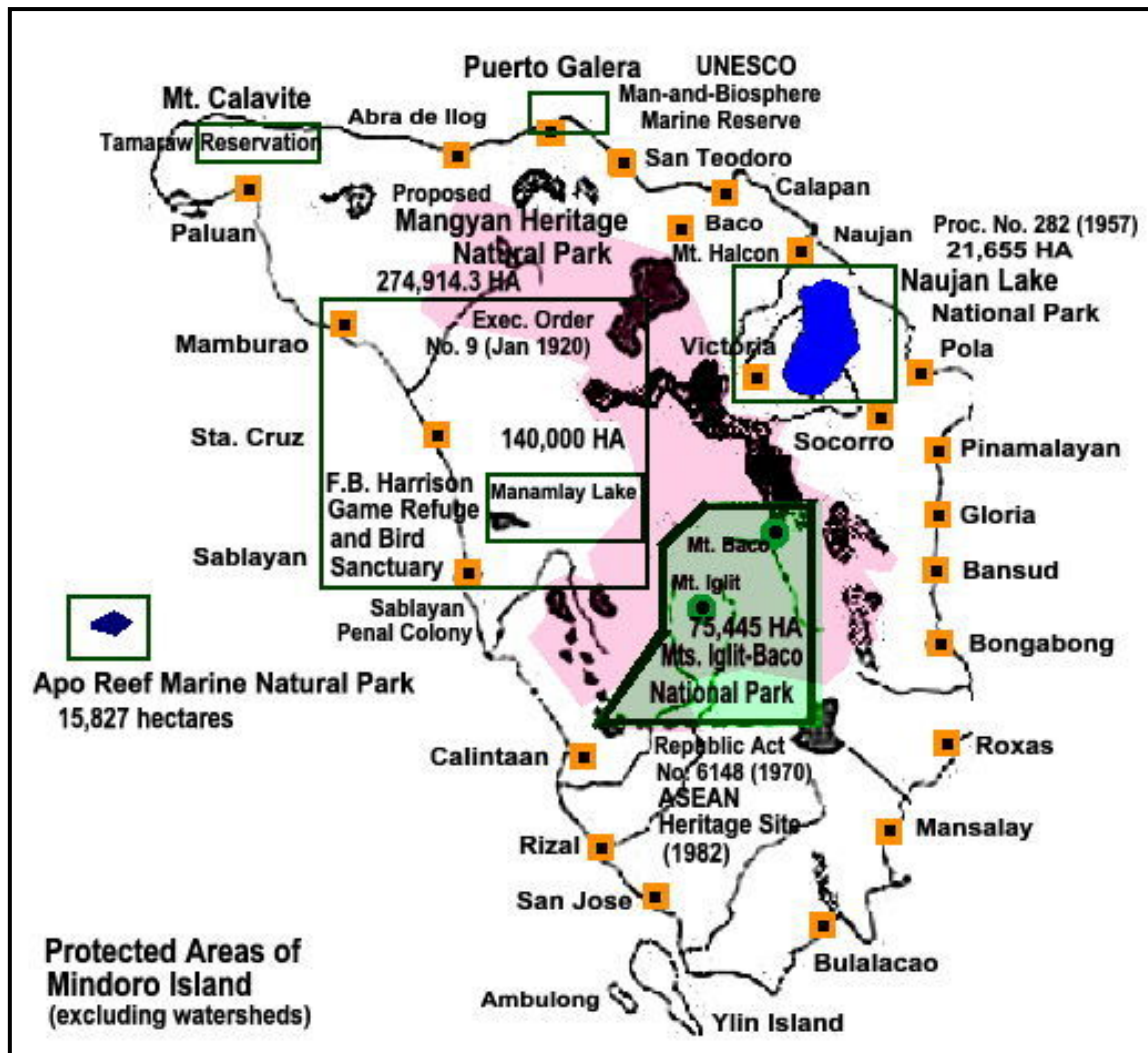 Puerto Galera
UNESCO
Man-and-Biosphere
Marine Reserve
Mt. Calavite
Tamaraw Reservation
Abra de Ilog
San Teodoro
Calapan
Paluan
Proposed
Mangyan Heritage
Natural Park
274,914.3 HA
Baco
Mt. Halcon
Naujan
Proc. No. 282 (1957)
21,655 HA
Naujan Lake
National Park
Mamburao
Exec. Order
No. 9 (Jan 1920)
Victoria
Pola
Sta. Cruz
140,000 HA
Socorro
Pinamalayan
F.B. Harrison
Game Refuge
and Bird
Sanctuary
Manamlay Lake
Gloria
Sablayan
Mt. Baco
Bansud
Mt. Iglit
Sablayan
Penal Colony
75,445 HA
Mts. Iglit-Baco
National Park
Bongabong
Apo Reef Marine Natural Park
15,827 hectares
Calintaan
Republic Act
No. 6148 (1970)
ASEAN
Heritage Site
(1982)
Roxas
Mansalay
Rizal
San Jose
Bulalacao
Protected Areas of
Mindoro Island
(excluding watersheds)
Ambulong
Ylin Island